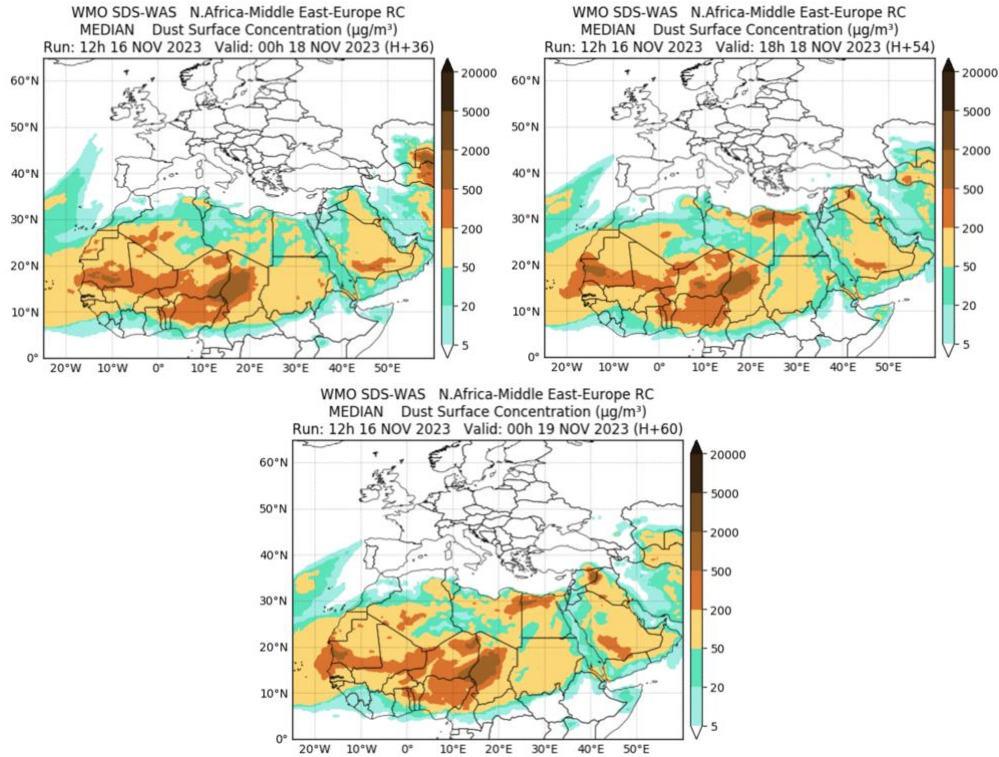 WMO SDS-WAS N.Africa-Middle East-Europe RC
MEDIAN Dust Surface Concentration (µg/m³)
Run: 12h 16 NOV 2023 Valid: 00h 18 NOV 2023 (H+36)
60°N
50°N
40°N
30°N
20°N
10°N
0°
20°W 10°W 0° 10°E 20°E 30°E 40°E 50°E
20000
5000
2000
500
200
50
20
5
WMO SDS-WAS N.Africa-Middle East-Europe RC
MEDIAN Dust Surface Concentration (µg/m³)
Run: 12h 16 NOV 2023 Valid: 18h 18 NOV 2023 (H+54)
60°N
50°N
40°N
30°N
20°N
10°N
0°
20°W 10°W 0° 10°E 20°E 30°E 40°E 50°E
20000
5000
2000
500
200
50
20
5
WMO SDS-WAS N.Africa-Middle East-Europe RC
MEDIAN Dust Surface Concentration (µg/m³)
Run: 12h 16 NOV 2023 Valid: 00h 19 NOV 2023 (H+60)
60°N
50°N
40°N
30°N
20°N
10°N
0°
20°W 10°W 0° 10°E 20°E 30°E 40°E 50°E
20000
5000
2000
500
200
50
20
5